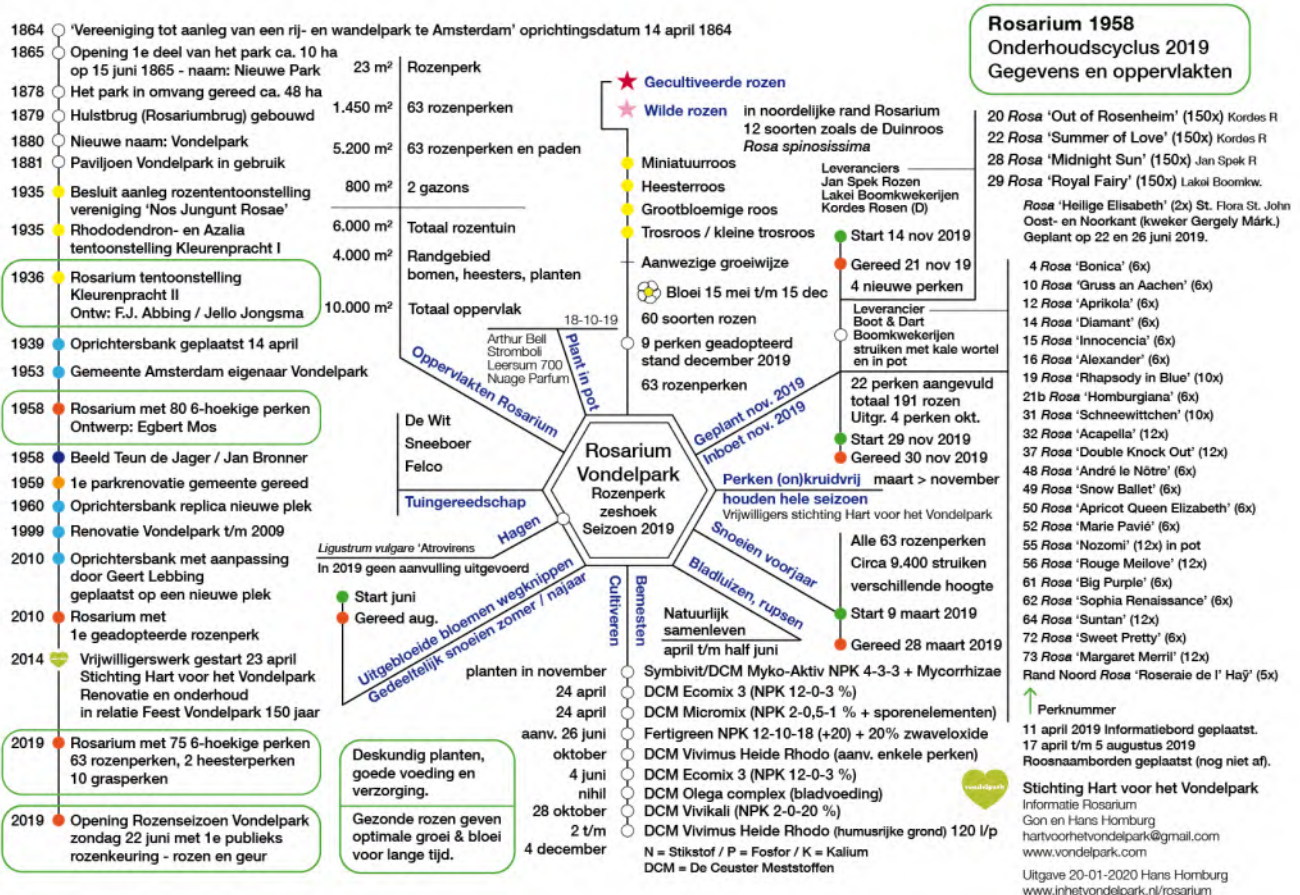 1864 'Vereeniging tot aanleg van een rij- en wandelpark te Amsterdam' oprichtingsdatum 14 april 1864
1865 Opening 1e deel van het park ca. 10 ha
op 15 juni 1865 - naam: Nieuwe Park
1878 Het park in omvang gereed ca. 48 ha
1879 Hulstbrug (Rosariumbrug) gebouwd
1880 Nieuwe naam: Vondelpark
1881 Paviljoen Vondelpark in gebruik
1935 Besluit aanleg rozententoonstelling
vereniging 'Nos Jungunt Rosae'
1935 Rhododendron- en Azalia
tentoonstelling Kleurenpracht I
1936 Rosarium tentoonstelling
Kleurenpracht II
Ontw: F.J. Abbing / Jello Jongsma
1939 Oprichtersbank geplaatst 14 april
1953 Gemeente Amsterdam eigenaar Vondelpark
1958 Rosarium met 80 6-hoekige perken
Ontwerp: Egbert Mos
1958 Beeld Teun de Jager / Jan Bronner
1959 1e parkrenovatie gemeente gereed
1960 Oprichtersbank replica nieuwe plek
1999 Renovatie Vondelpark t/m 2009
2010 Oprichtersbank met aanpassing
door Geert Lebbing
geplaatst op een nieuwe plek
2010 Rosarium met
1e geadopteerde rozenperk
2014 Vrijwilligerswerk gestart 23 april
Stichting Hart voor het Vondelpark
Renovatie en onderhoud
in relatie Feest Vondelpark 150 jaar
2019 Rosarium met 75 6-hoekige perken
63 rozenperken, 2 heesterperken
10 grasperken
2019 Opening Rozenseizoen Vondelpark
zondag 22 juni met 1e publieks
rozenkeuring - rozen en geur
23 m² Rozenperk
1.450 m² 63 rozenperken
5.200 m² 63 rozenperken en paden
800 m² 2 gazons
6.000 m² Totaal rozentuin
4.000 m² Randgebied
bomen, heesters, planten
10.000 m² Totaal oppervlak
Oppervlakten Rosarium
18-10-19
Arthur Bell
Stromboli
Leersum 700
Nuage Parfum
Plant in pot
Gecultiveerde rozen
Wilde rozen in noordelijke rand Rosarium
12 soorten zoals de Duinroos
Rosa spinosissima
Miniatuurroos
Heesterroos
Grootbloemige roos
Trosroos / kleine trosroos
Aanwezige groeiwijze
Bloei 15 mei t/m 15 dec
60 soorten rozen
9 perken geadopteerd
stand december 2019
63 rozenperken
Rosarium
Vondelpark
Rozenperk
zeshoek
Seizoen 2019
De Wit
Sneeboer
Felco
Tuingereedschap
Hagen
Ligustrum vulgare 'Atrovirens
In 2019 geen aanvulling uitgevoerd
Start juni
Gereed aug.
Uitgebloeide bloemen wegknippen
Gedeeltelijk snoeien zomer / najaar
Cultiveren
Bemesten
planten in november Symbivit/DCM Myko-Aktiv NPK 4-3-3 + Mycorrhizae
24 april DCM Ecomix 3 (NPK 12-0-3 %)
24 april DCM Micromix (NPK 2-0,5-1 % + sporenelementen)
aanv. 26 juni Fertigreen NPK 12-10-18 (+20) + 20% zwaveloxide
oktober DCM Vivimus Heide Rhodo (aanv. enkele perken)
4 juni DCM Ecomix 3 (NPK 12-0-3 %)
nihil DCM Olega complex (bladvoeding)
28 oktober DCM Vivikali (NPK 2-0-20 %)
2 t/m DCM Vivimus Heide Rhodo (humusrijke grond) 120 l/p
4 december
N = Stikstof / P = Fosfor / K = Kalium
DCM = De Ceuster Meststoffen
Deskundig planten,
goede voeding en
verzorging.
Gezonde rozen geven
optimale groei & bloei
voor lange tijd.
Bladluizen, rupsen
Natuurlijk
samenleven
april t/m half juni
Snoeien voorjaar
Alle 63 rozenperken
Circa 9.400 struiken
verschillende hoogte
Start 9 maart 2019
Gereed 28 maart 2019
Perken (on)kruidvrij maart > november
houden hele seizoen
Vrijwilligers stichting Hart voor het Vondelpark
Geplant nov. 2019
Inboet nov. 2019
Leveranciers
Jan Spek Rozen
Lakei Boomkwekerijen
Kordes Rosen (D)
Start 14 nov 2019
Gereed 21 nov 19
4 nieuwe perken
Leverancier
Boot & Dart
Boomkwekerijen
struiken met kale wortel
en in pot
22 perken aangevuld
totaal 191 rozen
Uitgr. 4 perken okt.
Start 29 nov 2019
Gereed 30 nov 2019
Rosarium 1958
Onderhoudscyclus 2019
Gegevens en oppervlakten
20 Rosa 'Out of Rosenheim' (150x) Kordes R
22 Rosa 'Summer of Love' (150x) Kordes R
28 Rosa 'Midnight Sun' (150x) Jan Spek R
29 Rosa 'Royal Fairy' (150x) Lakei Boomkw.
Rosa 'Heilige Elisabeth' (2x) St. Flora St. John
Oost- en Noorkant (kweker Gergely Márk.)
Geplant op 22 en 26 juni 2019.
4 Rosa 'Bonica' (6x)
10 Rosa 'Gruss an Aachen' (6x)
12 Rosa 'Aprikola' (6x)
14 Rosa 'Diamant' (6x)
15 Rosa 'Innocencia' (6x)
16 Rosa 'Alexander' (6x)
19 Rosa 'Rhapsody in Blue' (10x)
21b Rosa 'Homburgiana' (6x)
31 Rosa 'Schneewittchen' (10x)
32 Rosa 'Acapella' (12x)
37 Rosa 'Double Knock Out' (12x)
48 Rosa 'André le Nôtre' (6x)
49 Rosa 'Snow Ballet' (6x)
50 Rosa 'Apricot Queen Elizabeth' (6x)
52 Rosa 'Marie Pavié' (6x)
55 Rosa 'Nozomi' (12x) in pot
56 Rosa 'Rouge Meilove' (12x)
61 Rosa 'Big Purple' (6x)
62 Rosa 'Sophia Renaissance' (6x)
64 Rosa 'Suntan' (12x)
72 Rosa 'Sweet Pretty' (6x)
73 Rosa 'Margaret Merril' (12x)
Rand Noord Rosa 'Roseraie de l' Haÿ' (5x)
Perknummer
11 april 2019 Informatiebord geplaatst.
17 april t/m 5 augustus 2019
Roosnaamborden geplaatst (nog niet af).
vondelpark
Stichting Hart voor het Vondelpark
Informatie Rosarium
Gon en Hans Homburg
hartvoorhetvondelpark@gmail.com
www.vondelpark.com
Uitgave 20-01-2020 Hans Homburg
www.inhetvondelpark.nl/rosarium